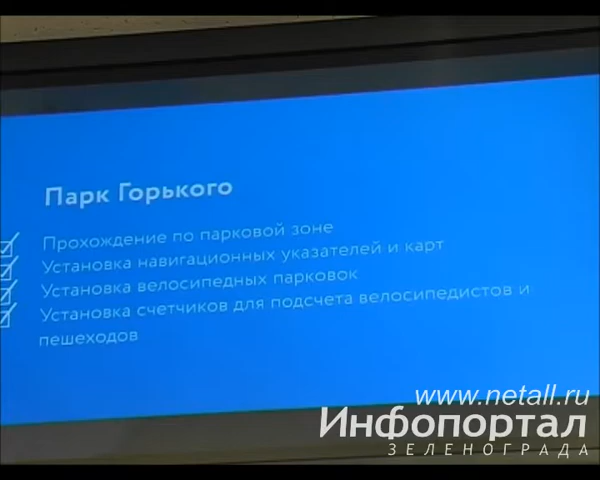 Парк Горького
Прохождение по парковой зоне
Установка навигационных указателей и карт
Установка велосипедных парковок
Установка счетчиков для подсчета велосипедистов и
пешеходов
www.netall.ru
Инфопортал
ЗЕЛЕНОГРАДА